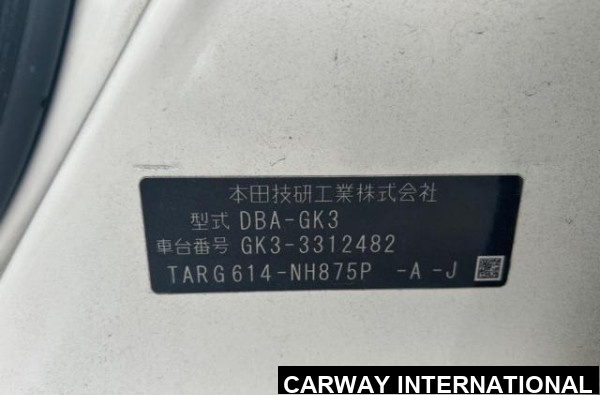 本田技研工業株式会社
型式 DBA-GK3
車台番号 GK3-3312482
TARG614-NH875P -A-J
CARWAY INTERNATIONAL